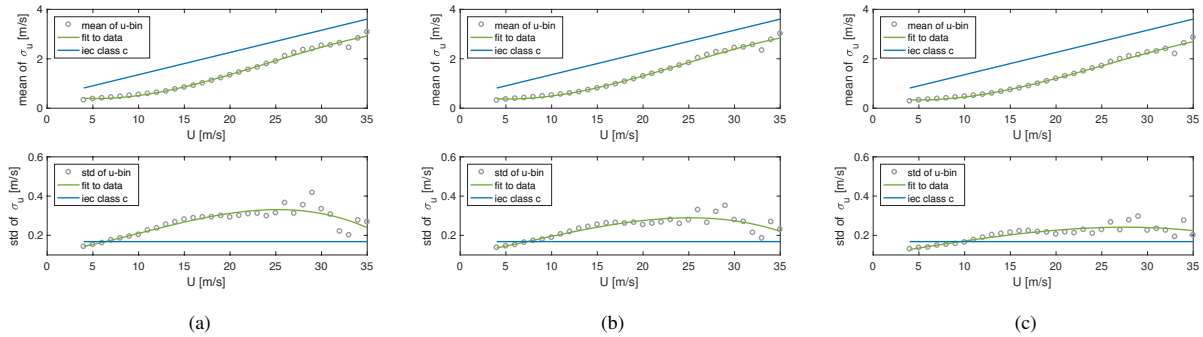 4
2
0
mean of σ_u [m/s]
mean of u-bin
fit to data
iec class c
0 5 10 15 20 25 30 35
U [m/s]
0.6
0.4
0.2
std of σ_u [m/s]
std of u-bin
fit to data
iec class c
0 5 10 15 20 25 30 35
U [m/s]
(a)
4
2
0
mean of σ_u [m/s]
mean of u-bin
fit to data
iec class c
0 5 10 15 20 25 30 35
U [m/s]
0.6
0.4
0.2
std of σ_u [m/s]
std of u-bin
fit to data
iec class c
0 5 10 15 20 25 30 35
U [m/s]
(b)
4
2
0
mean of σ_u [m/s]
mean of u-bin
fit to data
iec class c
0 5 10 15 20 25 30 35
U [m/s]
0.6
0.4
0.2
std of σ_u [m/s]
std of u-bin
fit to data
iec class c
0 5 10 15 20 25 30 35
U [m/s]
(c)